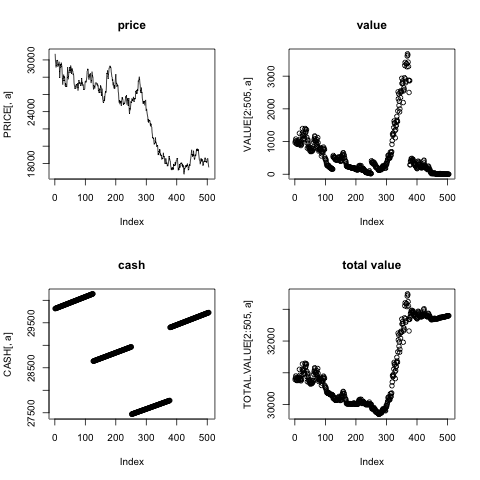 price
PRICE[, a]
18000 24000 30000
0 100 200 300 400 500
Index
value
VALUE[2:505, a]
0 1000 2000 3000
0 100 200 300 400 500
Index
cash
CASH[, a]
27500 28500 29500
0 100 200 300 400 500
Index
total value
TOTAL.VALUE[2:505, a]
30000 32000
0 100 200 300 400 500
Index